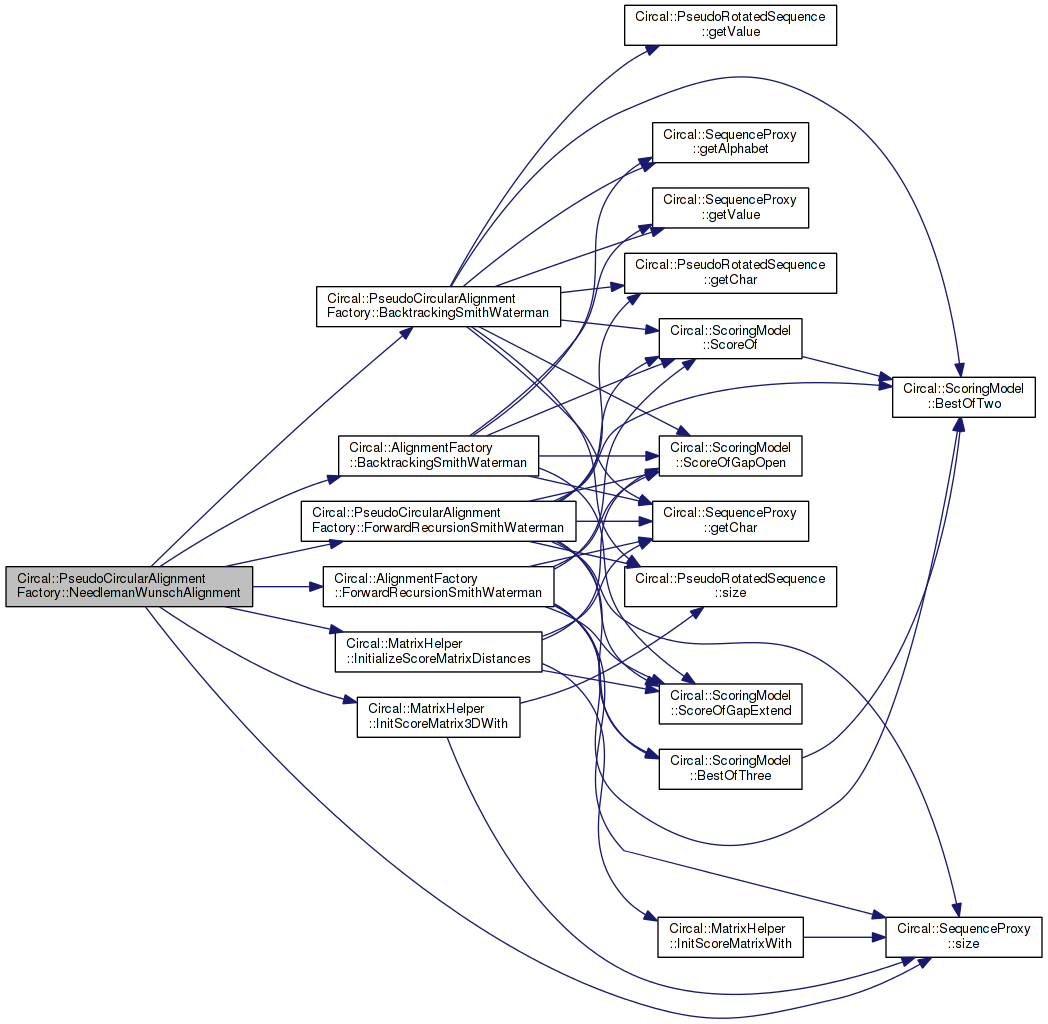 Circal::PseudoRotatedSequence
::getValue
Circal::SequenceProxy
::getAlphabet
Circal::SequenceProxy
::getValue
Circal::PseudoRotatedSequence
::getChar
Circal::PseudoCircularAlignment
Factory::BacktrackingSmithWaterman
Circal::ScoringModel
::ScoreOf
Circal::ScoringModel
::BestOfTwo
Circal::AlignmentFactory
::BacktrackingSmithWaterman
Circal::ScoringModel
::ScoreOfGapOpen
Circal::PseudoCircularAlignment
Factory::ForwardRecursionSmithWaterman
Circal::SequenceProxy
::getChar
Circal::PseudoCircularAlignment
Factory::NeedlemanWunschAlignment
Circal::AlignmentFactory
::ForwardRecursionSmithWaterman
Circal::PseudoRotatedSequence
::size
Circal::MatrixHelper
::InitializeScoreMatrixDistances
Circal::MatrixHelper
::InitScoreMatrix3DWith
Circal::ScoringModel
::ScoreOfGapExtend
Circal::ScoringModel
::BestOfThree
Circal::MatrixHelper
::InitScoreMatrixWith
Circal::SequenceProxy
::size